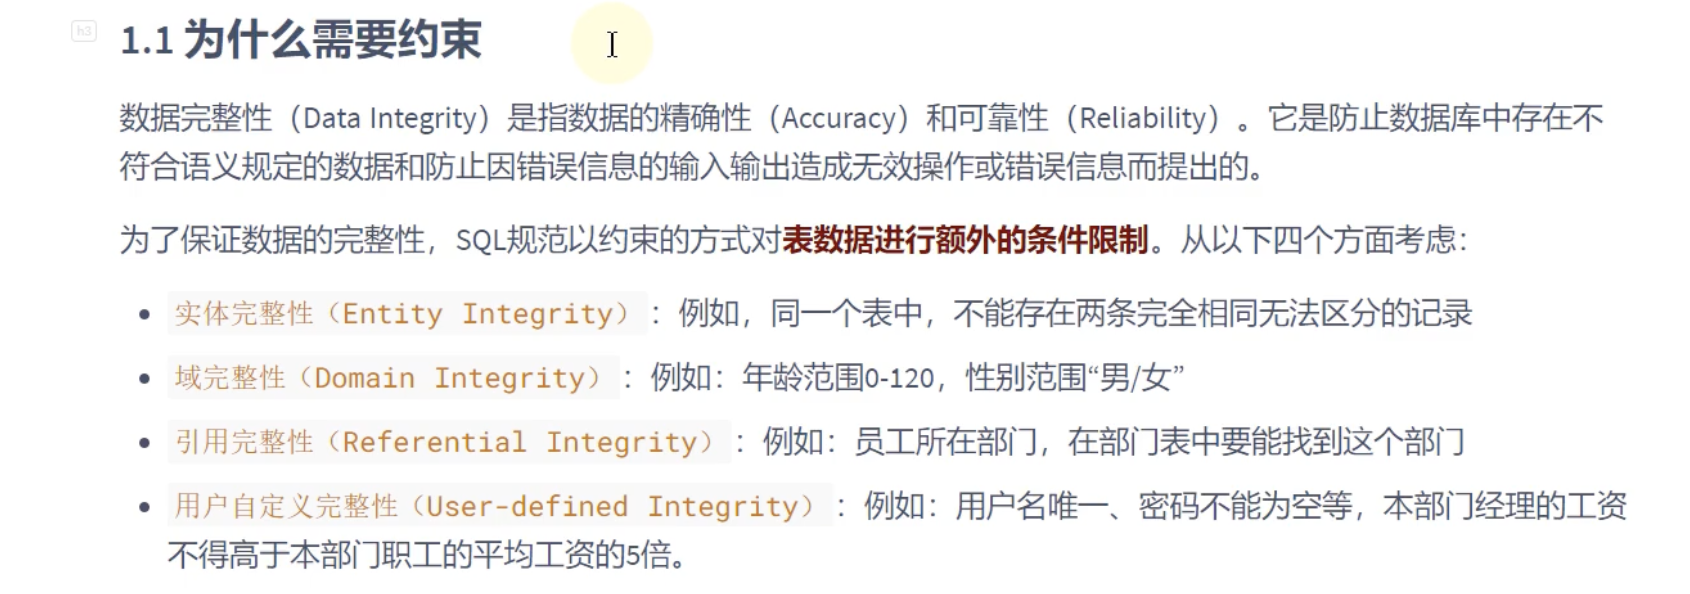 h3
1.1 为什么需要约束
数据完整性（Data Integrity）是指数据的精确性（Accuracy）和可靠性（Reliability）。它是防止数据库中存在不
符合语义规定的数据和防止因错误信息的输入输出造成无效操作或错误信息而提出的。
为了保证数据的完整性，SQL规范以约束的方式对表数据进行额外的条件限制。从以下四个方面考虑：
• 实体完整性（Entity Integrity）：例如，同一个表中，不能存在两条完全相同无法区分的记录
• 域完整性（Domain Integrity）：例如：年龄范围0-120，性别范围“男/女”
• 引用完整性（Referential Integrity）：例如：员工所在部门，在部门表中要能找到这个部门
• 用户自定义完整性（User-defined Integrity）：例如：用户名唯一、密码不能为空等，本部门经理的工资
不得高于本部门职工的平均工资的5倍。